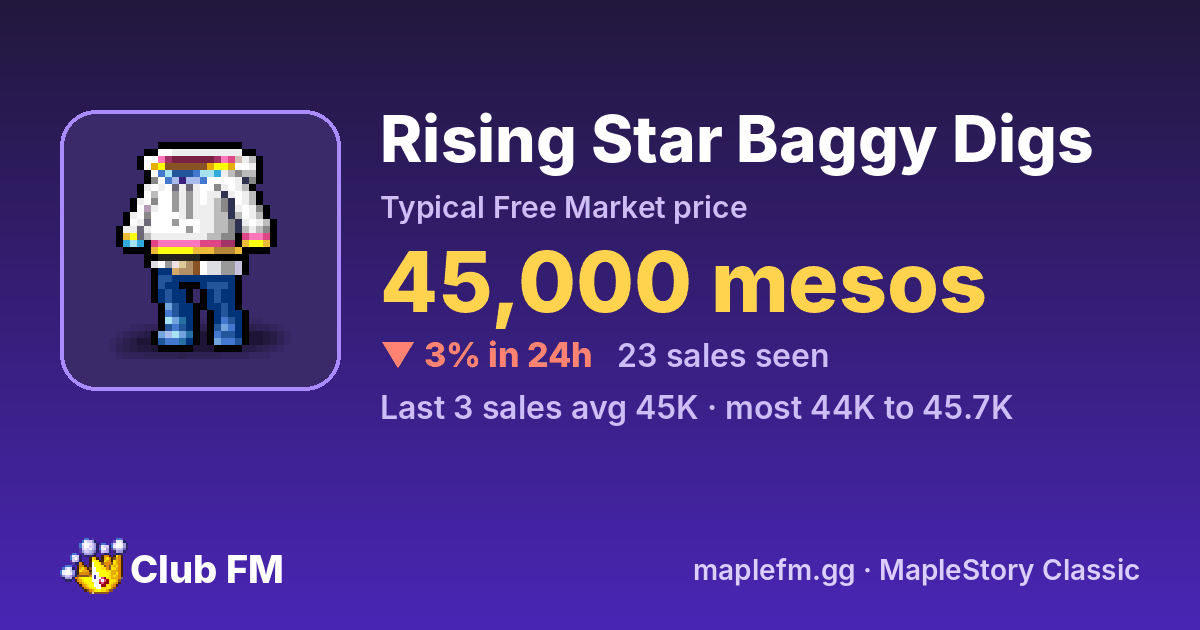 Rising Star Baggy Digs
Typical Free Market price
45,000 mesos
▼ 3% in 24h 23 sales seen
Last 3 sales avg 45K · most 44K to 45.7K
Club FM
maplefm.gg · MapleStory Classic